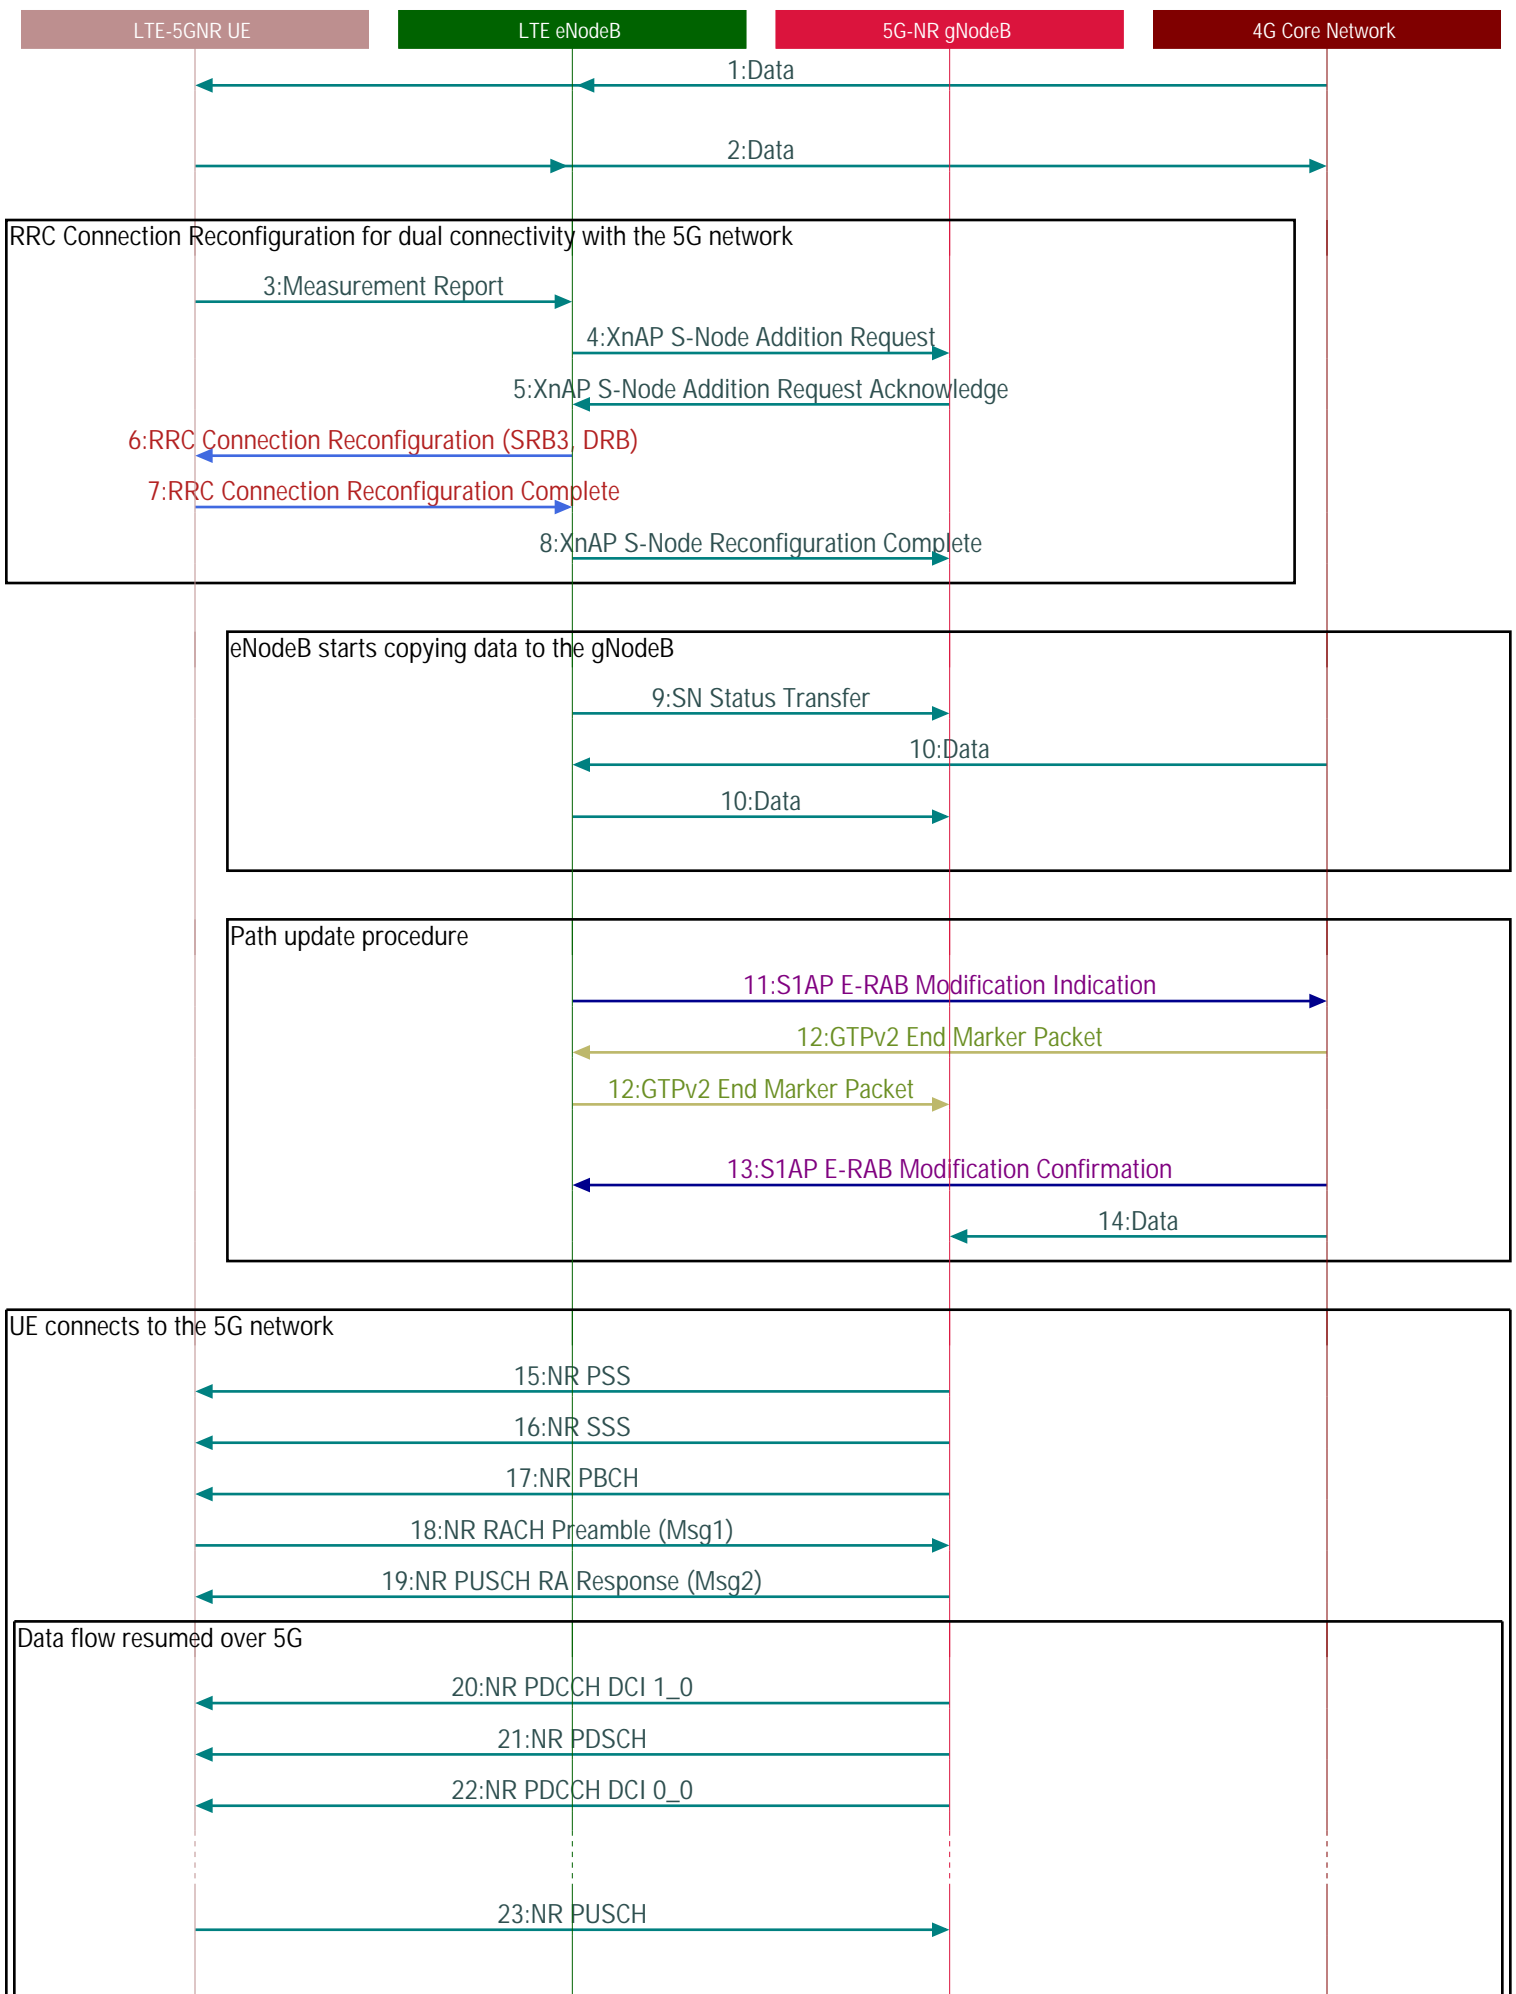 LTE-5GNR UE
LTE eNodeB
5G-NR gNodeB
4G Core Network
1:Data
2:Data
RRC Connection Reconfiguration for dual connectivity with the 5G network
3:Measurement Report
4:XnAP S-Node Addition Request
5:XnAP S-Node Addition Request Acknowledge
6:RRC Connection Reconfiguration (SRB3, DRB)
7:RRC Connection Reconfiguration Complete
8:XnAP S-Node Reconfiguration Complete
eNodeB starts copying data to the gNodeB
9:SN Status Transfer
10:Data
10:Data
Path update procedure
11:S1AP E-RAB Modification Indication
12:GTPv2 End Marker Packet
12:GTPv2 End Marker Packet
13:S1AP E-RAB Modification Confirmation
14:Data
UE connects to the 5G network
15:NR PSS
16:NR SSS
17:NR PBCH
18:NR RACH Preamble (Msg1)
19:NR PUSCH RA Response (Msg2)
Data flow resumed over 5G
20:NR PDCCH DCI 1_0
21:NR PDSCH
22:NR PDCCH DCI 0_0
23:NR PUSCH